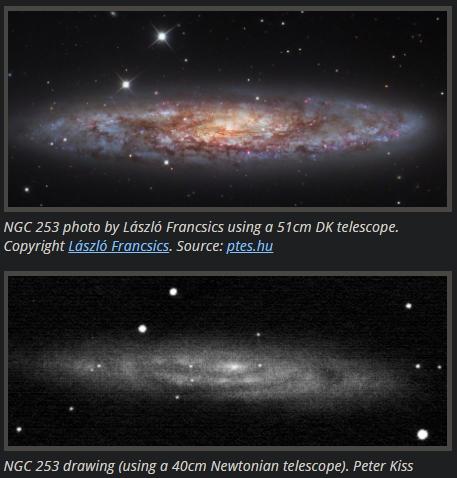 NGC 253 photo by László Francsics using a 51cm DK telescope.
Copyright László Francsics. Source: ptes.hu
NGC 253 drawing (using a 40cm Newtonian telescope). Peter Kiss